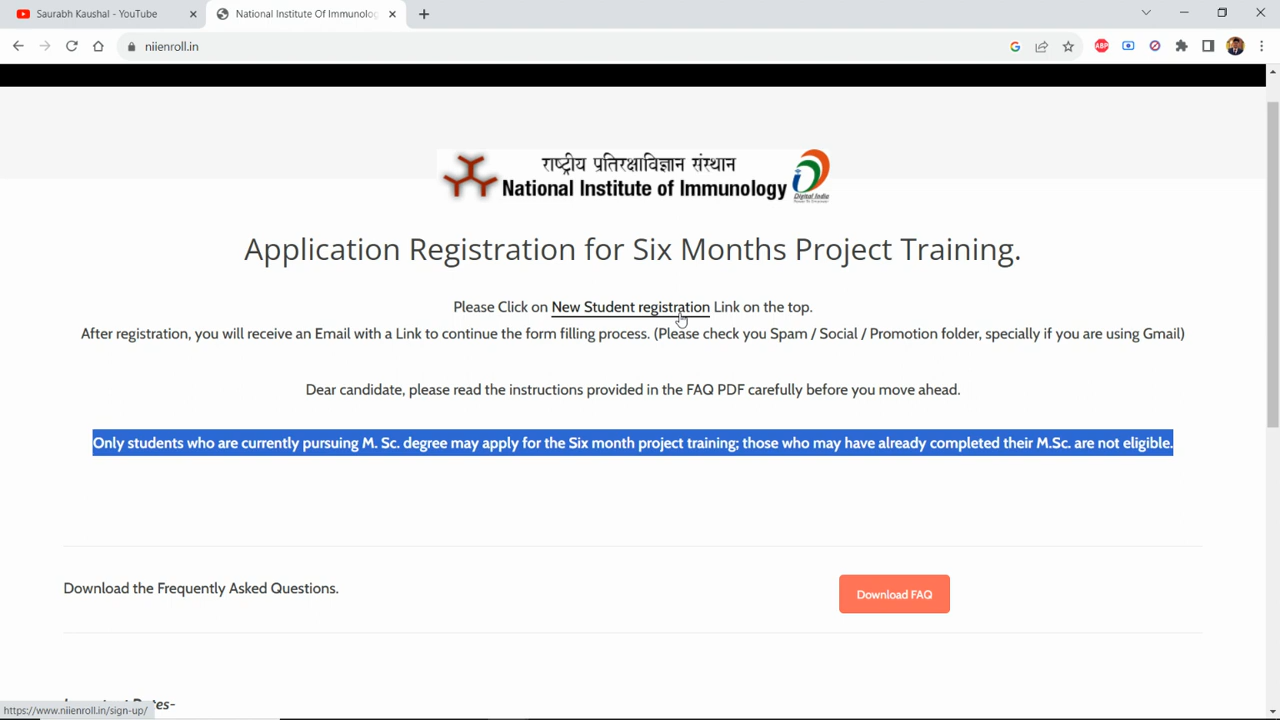 Saurabh Kaushal - YouTube
National Institute Of Immunolog
niienroll.in
ABP
राष्ट्रीय प्रतिरक्षाविज्ञान संस्थान
National Institute of Immunology
Digital India
Application Registration for Six Months Project Training.
Please Click on New Student registration Link on the top.
After registration, you will receive an Email with a Link to continue the form filling process. (Please check you Spam / Social / Promotion folder, specially if you are using Gmail)
Dear candidate, please read the instructions provided in the FAQ PDF carefully before you move ahead.
Only students who are currently pursuing M. Sc. degree may apply for the Six month project training; those who may have already completed their M.Sc. are not eligible.
Download the Frequently Asked Questions.
Download FAQ
Important Dates-
https://www.niienroll.in/sign-up/